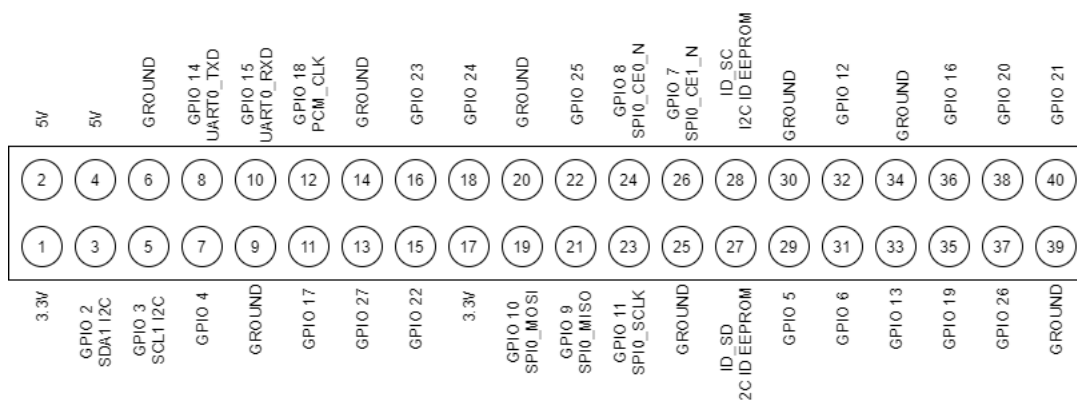 5V
5V
GROUND
GPIO 14
UART0_TXD
GPIO 15
UART0_RXD
GPIO 18
PCM_CLK
GROUND
GPIO 23
GPIO 24
GROUND
GPIO 25
GPIO 8
SPI0_CE0_N
GPIO 7
SPI0_CE1_N
ID_SC
I2C ID EEPROM
GROUND
GPIO 12
GROUND
GPIO 16
GPIO 20
GPIO 21
2 4 6 8 10 12 14 16 18 20 22 24 26 28 30 32 34 36 38 40
1 3 5 7 9 11 13 15 17 19 21 23 25 27 29 31 33 35 37 39
3.3V
GPIO 2
SDA1 I2C
GPIO 3
SCL1 I2C
GPIO 4
GROUND
GPIO 17
GPIO 27
GPIO 22
3.3V
GPIO 10
SPI0_MOSI
GPIO 9
SPI0_MISO
GPIO 11
SPI0_SCLK
GROUND
ID_SD
2C ID EEPROM
GPIO 5
GPIO 6
GPIO 13
GPIO 19
GPIO 26
GROUND